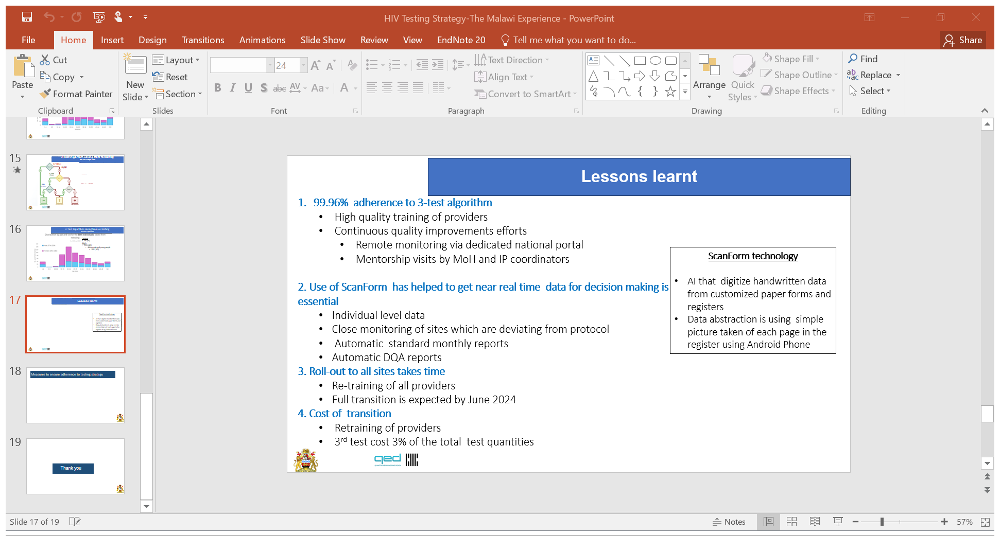 HIV Testing Strategy-The Malawi Experience - PowerPoint
File Home Insert Design Transitions Animations Slide Show Review View EndNote 20 Tell me what you want to do... Share
Paste
Cut
Copy
Format Painter
Clipboard
New
Slide
Layout
Reset
Section
Slides
24
B I U S abc AV Aa A
Font
Text Direction
Align Text
Convert to SmartArt
Paragraph
Arrange
Quick
Styles
Shape Fill
Shape Outline
Shape Effects
Drawing
Find
Replace
Select
Editing
15
16
3-Test Algorithm saving from re-testing
17
Lessons learnt
18
Measures to ensure adherence to testing strategy
19
Thank you
Lessons learnt
1. 99.96% adherence to 3-test algorithm
• High quality training of providers
• Continuous quality improvements efforts
• Remote monitoring via dedicated national portal
• Mentorship visits by MoH and IP coordinators
2. Use of ScanForm has helped to get near real time data for decision making is
essential
• Individual level data
• Close monitoring of sites which are deviating from protocol
• Automatic standard monthly reports
• Automatic DQA reports
3. Roll-out to all sites takes time
• Re-training of all providers
• Full transition is expected by June 2024
4. Cost of transition
• Retraining of providers
• 3rd test cost 3% of the total test quantities
ScanForm technology
• AI that digitize handwritten data
from customized paper forms and
registers
• Data abstraction is using simple
picture taken of each page in the
register using Android Phone
qed
Slide 17 of 19
Notes
57%